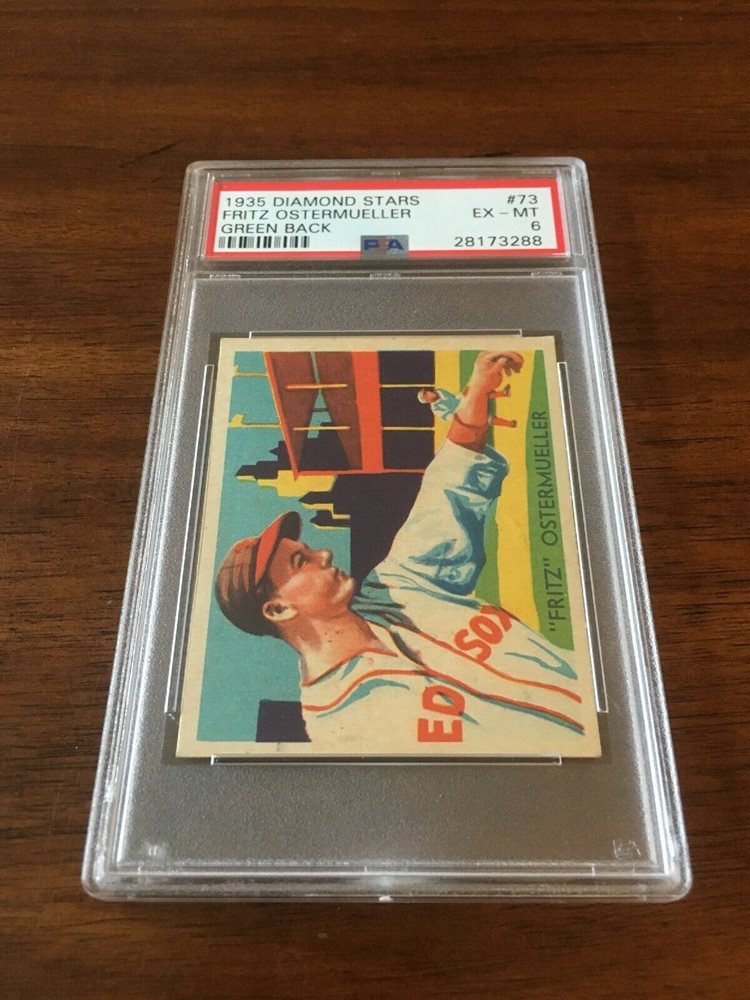 1935 DIAMOND STARS #73
FRITZ OSTERMUELLER EX - MT
GREEN BACK 6
PSA 28173288
"FRITZ" OSTERMUELLER
ED SOX